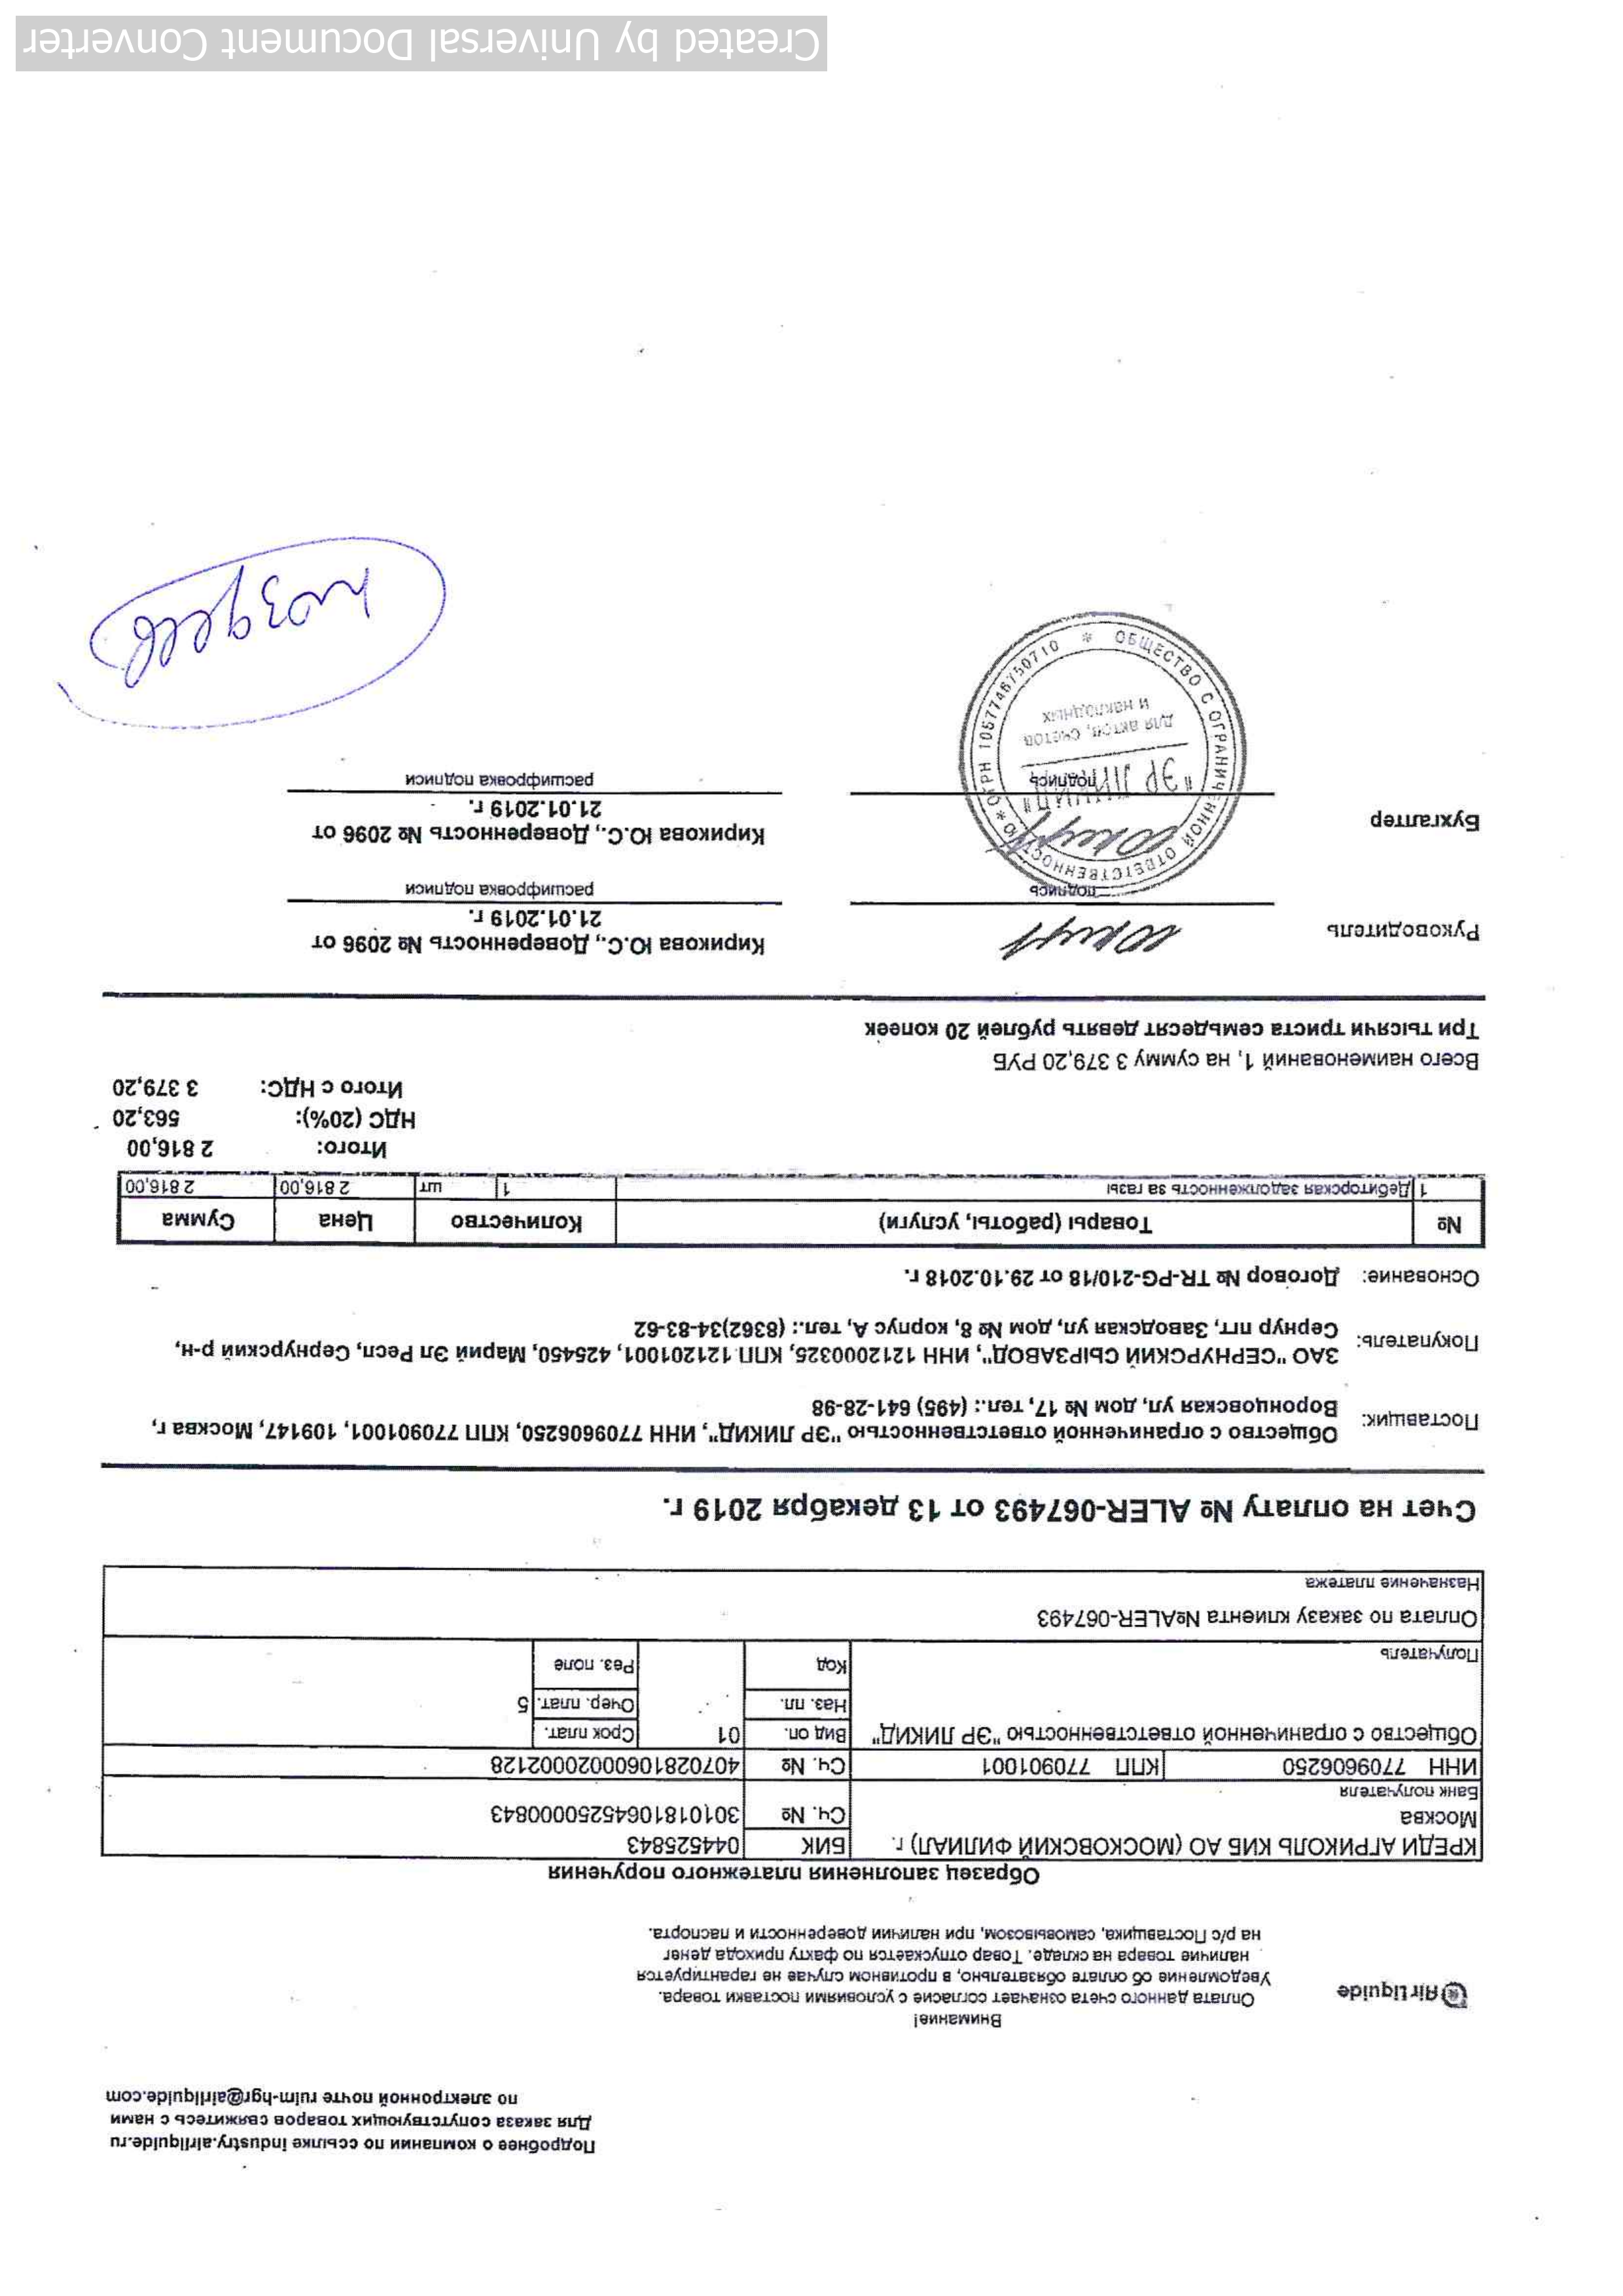 Подробнее о компании по ссылке industry.airliquide.ru
Для заказа сопутствующих товаров свяжитесь с нами
по электронной почте ruim-hgr@airliquide.com
Air Liquide
Внимание!
Оплата данного счета означает согласие с условиями поставки товара.
Уведомление об оплате обязательно, в противном случае не гарантируется
наличие товара на складе. Товар отпускается по факту прихода денег
на р/с Поставщика, самовывозом, при наличии доверенности и паспорта.
Образец заполнения платежного поручения
КРЕДИ АГРИКОЛЬ КИБ АО (МОСКОВСКИЙ ФИЛИАЛ) г. БИК 044525843
Москва Сч. № 30101810645250000843
Банк получателя
ИНН 7709606250 КПП 770901001 Сч. № 40702810600020002128
Общество с ограниченной ответственностью "ЭР ЛИКИД" Вид оп. 01 Срок плат.
Наз. пл. Очер. плат. 5
Получатель Код Рез. поле
Оплата по заказу клиента №ALER-067493
Назначение платежа
Счет на оплату № ALER-067493 от 13 декабря 2019 г.
Поставщик: Общество с ограниченной ответственностью "ЭР ЛИКИД", ИНН 7709606250, КПП 770901001, 109147, Москва г,
Воронцовская ул, дом № 17, тел.: (495) 641-28-98
Покупатель: ЗАО "СЕРНУРСКИЙ СЫРЗАВОД", ИНН 1212000325, КПП 121201001, 425450, Марий Эл Респ, Сернурский р-н,
Сернур пгт, Заводская ул, дом № 8, корпус А, тел.: (8362)34-83-62
Основание: Договор № TR-PG-210/18 от 29.10.2018 г.
№ Товары (работы, услуги) Количество Цена Сумма
1 Дебиторская задолженность за газы 1 шт 2 816,00 2 816,00
Итого: 2 816,00
НДС (20%): 563,20
Итого с НДС: 3 379,20
Всего наименований 1, на сумму 3 379,20 РУБ
Три тысячи триста семьдесят девять рублей 20 копеек
Руководитель Кирикова Ю.С., Доверенность № 2096 от
21.01.2019 г.
подпись расшифровка подписи
Бухгалтер Кирикова Ю.С., Доверенность № 2096 от
21.01.2019 г.
подпись расшифровка подписи
ОБЩЕСТВО С ОГРАНИЧЕННОЙ ОТВЕТСТВЕННОСТЬЮ * ОГРН 1057746750710 *
"ЭР ЛИКИД"
для актов, счетов
и накладных
Created by Universal Document Converter